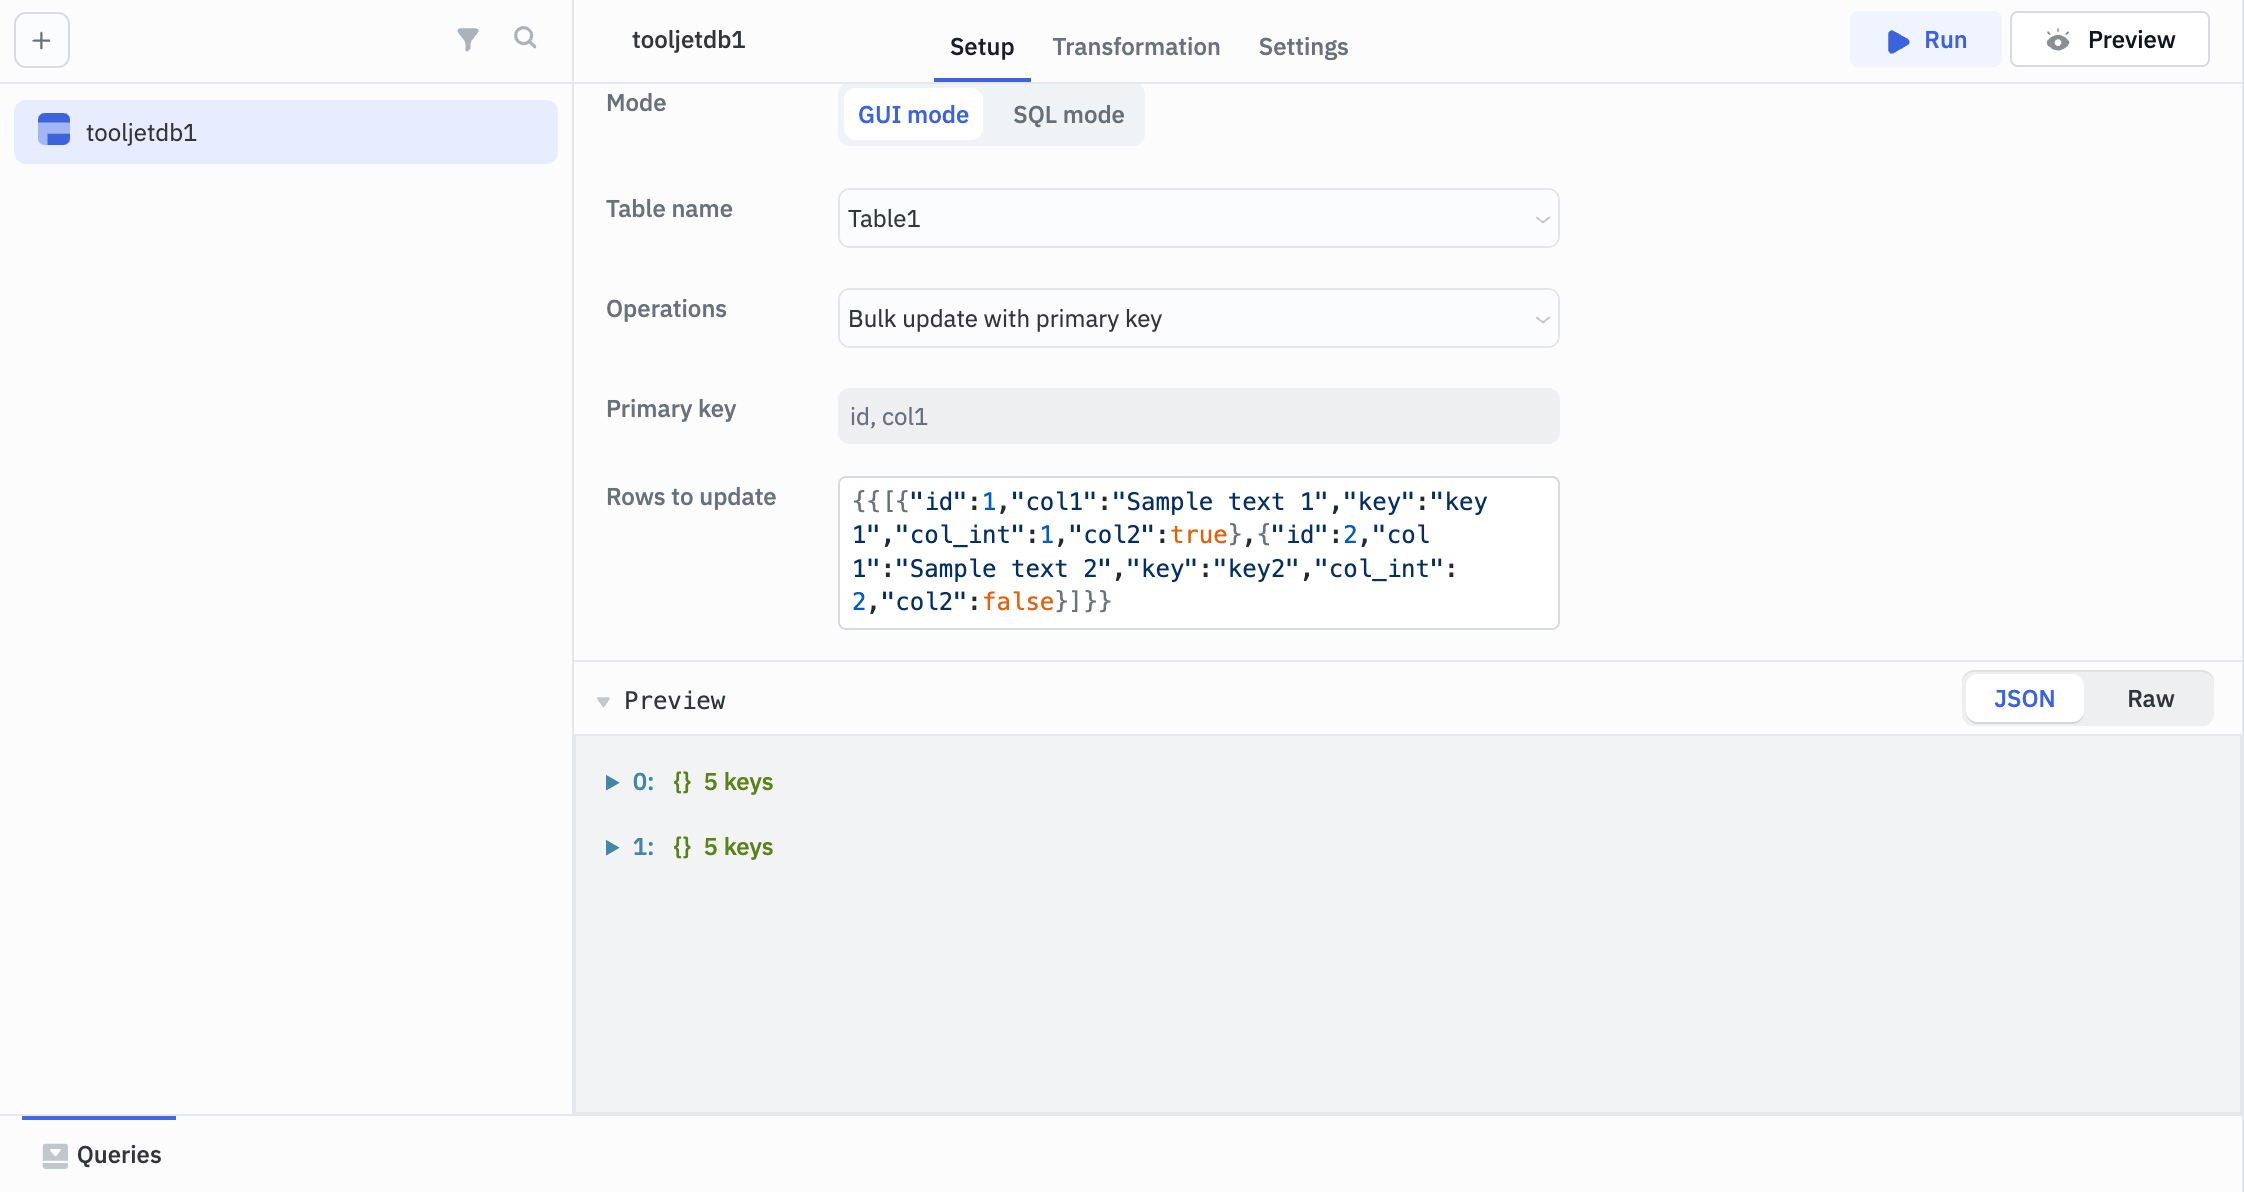 tooljetdb1
Setup
Transformation
Settings
Run
Preview
tooljetdb1
Mode
GUI mode
SQL mode
Table name
Table1
Operations
Bulk update with primary key
Primary key
id, col1
Rows to update
{{[{"id":1,"col1":"Sample text 1","key":"key
1","col_int":1,"col2":true},{"id":2,"col
1":"Sample text 2","key":"key2","col_int":
2,"col2":false}]}}
Preview
JSON
Raw
0: {} 5 keys
1: {} 5 keys
Queries